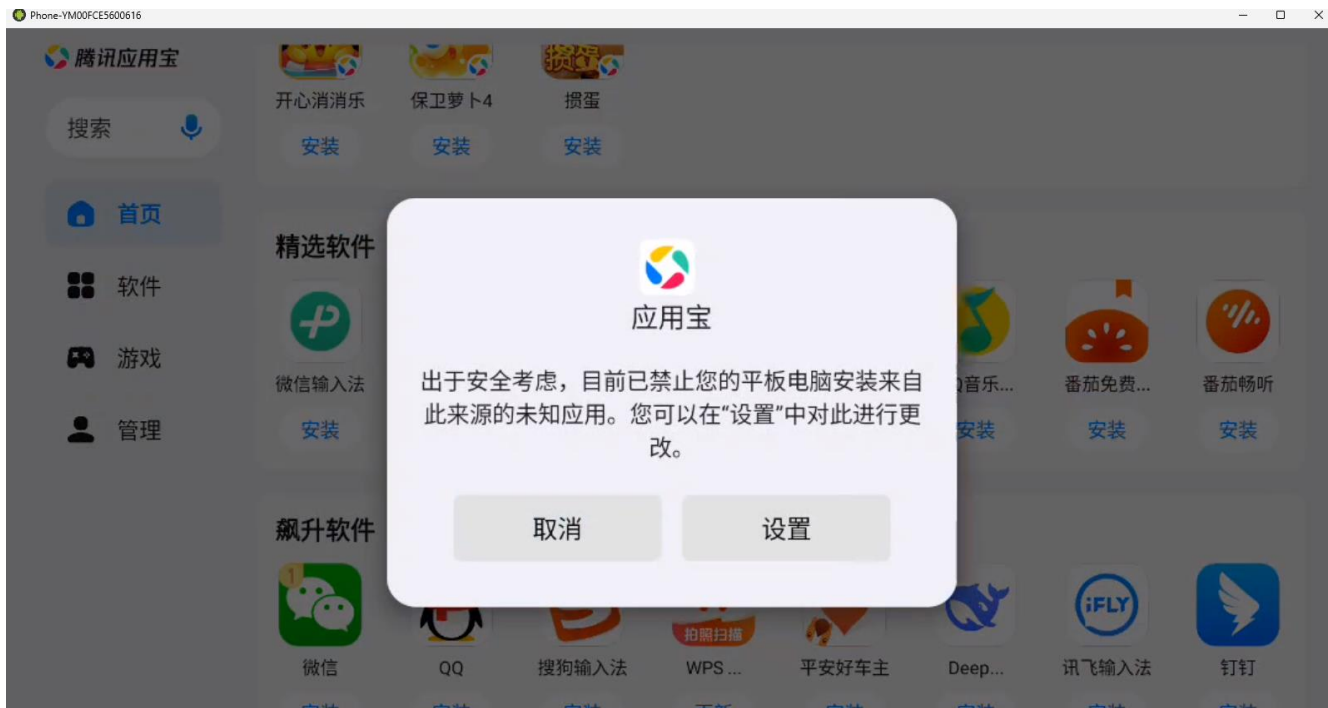 Phone-YM00FCE5600616
腾讯应用宝
搜索
首页
软件
游戏
管理
开心消消乐
保卫萝卜4
掼蛋
安装
安装
安装
精选软件
微信输入法
安装
音乐...
安装
番茄免费...
安装
番茄畅听
安装
应用宝
出于安全考虑，目前已禁止您的平板电脑安装来自
此来源的未知应用。您可以在“设置”中对此进行更
改。
取消
设置
飙升软件
1
拍照扫描
iFLY
微信
QQ
搜狗输入法
WPS ...
平安好车主
Deep...
讯飞输入法
钉钉